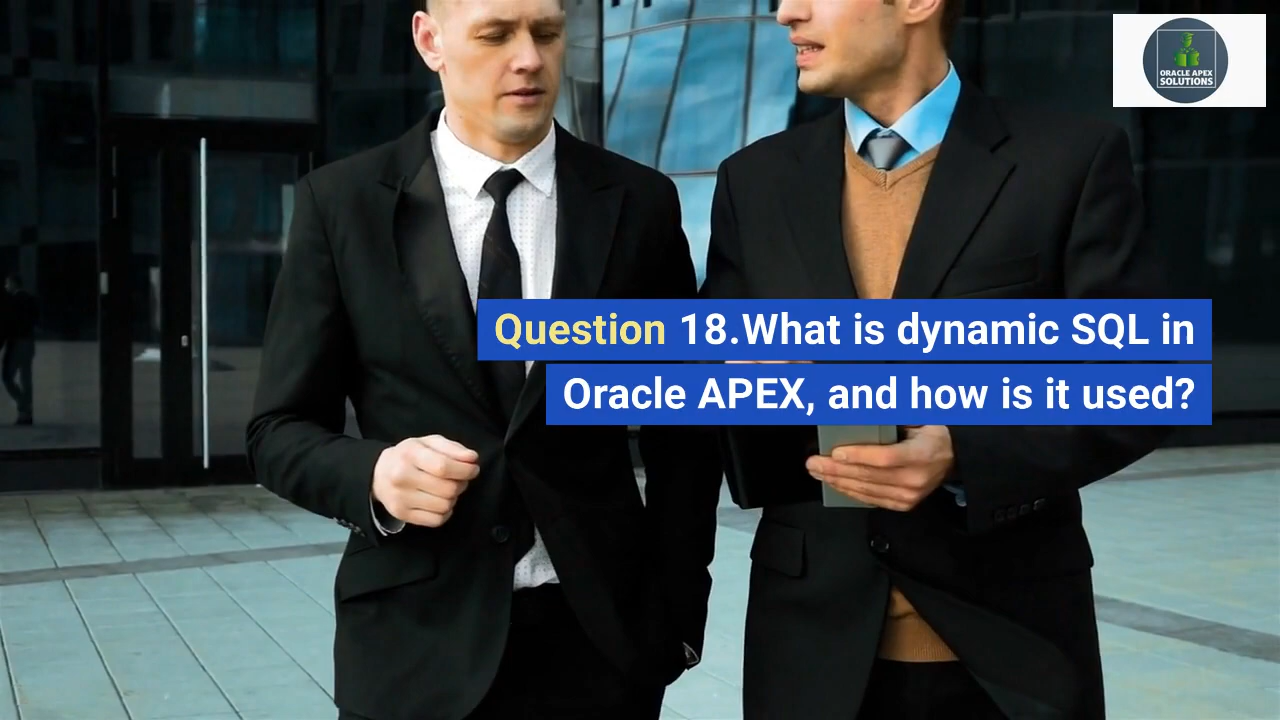 ORACLE APEX
SOLUTIONS
Question 18.What is dynamic SQL in
Oracle APEX, and how is it used?